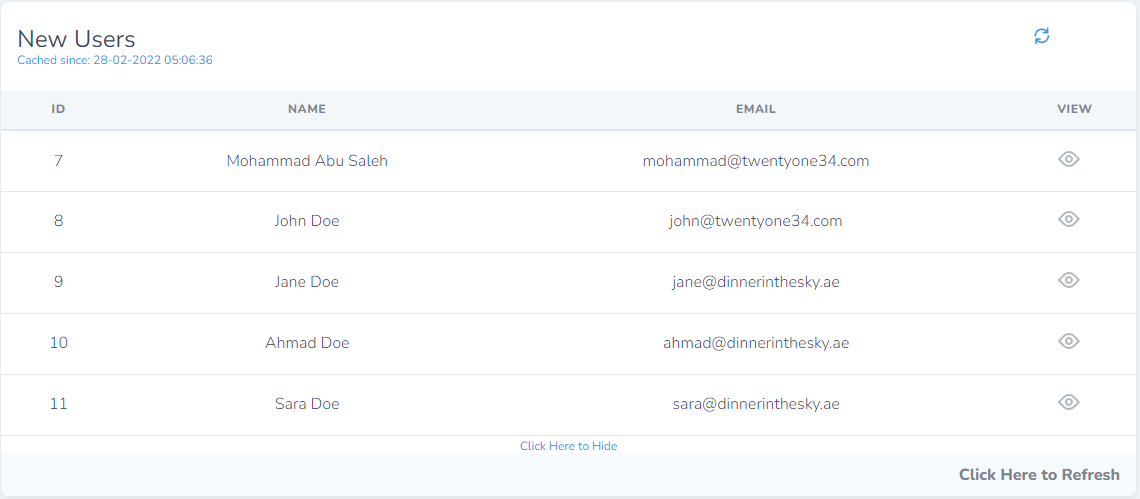 New Users
Cached since: 28-02-2022 05:06:36
ID NAME EMAIL VIEW
7 Mohammad Abu Saleh mohammad@twentyone34.com
8 John Doe john@twentyone34.com
9 Jane Doe jane@dinnerinthesky.ae
10 Ahmad Doe ahmad@dinnerinthesky.ae
11 Sara Doe sara@dinnerinthesky.ae
Click Here to Hide
Click Here to Refresh